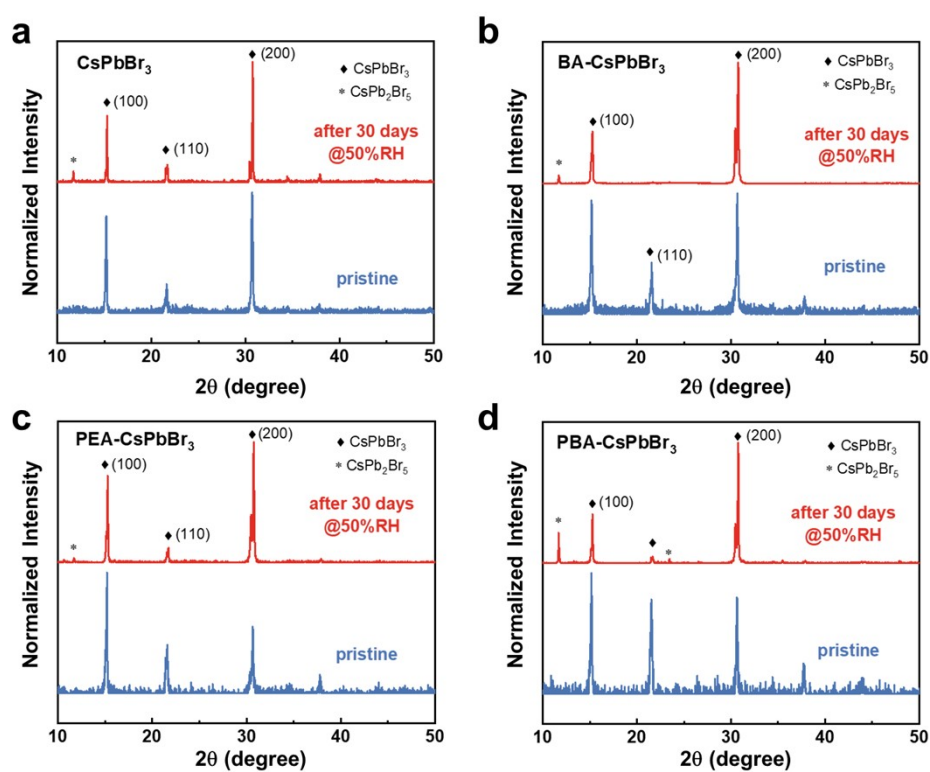 a
CsPbBr₃
(200)
♦ CsPbBr₃
* CsPb₂Br₅
♦ (100)
after 30 days
@50%RH
♦ (110)
*
pristine
Normalized Intensity
10 20 30 40 50
2θ (degree)
b
BA-CsPbBr₃
♦ (200)
♦ CsPbBr₃
* CsPb₂Br₅
♦ (100)
after 30 days
@50%RH
*
♦ (110)
pristine
Normalized Intensity
10 20 30 40 50
2θ (degree)
c
PEA-CsPbBr₃
♦ (200)
♦ CsPbBr₃
* CsPb₂Br₅
♦ (100)
after 30 days
@50%RH
♦ (110)
*
pristine
Normalized Intensity
10 20 30 40 50
2θ (degree)
d
PBA-CsPbBr₃
♦ (200)
♦ CsPbBr₃
* CsPb₂Br₅
* ♦ (100)
after 30 days
@50%RH
♦ *
pristine
Normalized Intensity
10 20 30 40 50
2θ (degree)